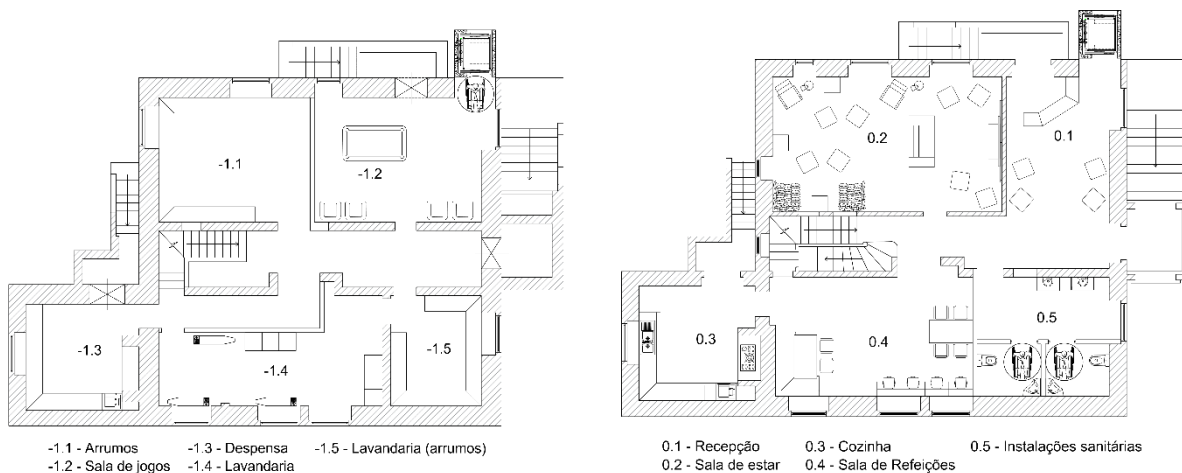 -1.1
-1.2
-1.3
-1.4
-1.5
-1.1 - Arrumos -1.3 - Despensa -1.5 - Lavandaria (arrumos)
-1.2 - Sala de jogos -1.4 - Lavandaria
0.1
0.2
0.3
0.4
0.5
0.1 - Recepção 0.3 - Cozinha 0.5 - Instalações sanitárias
0.2 - Sala de estar 0.4 - Sala de Refeições